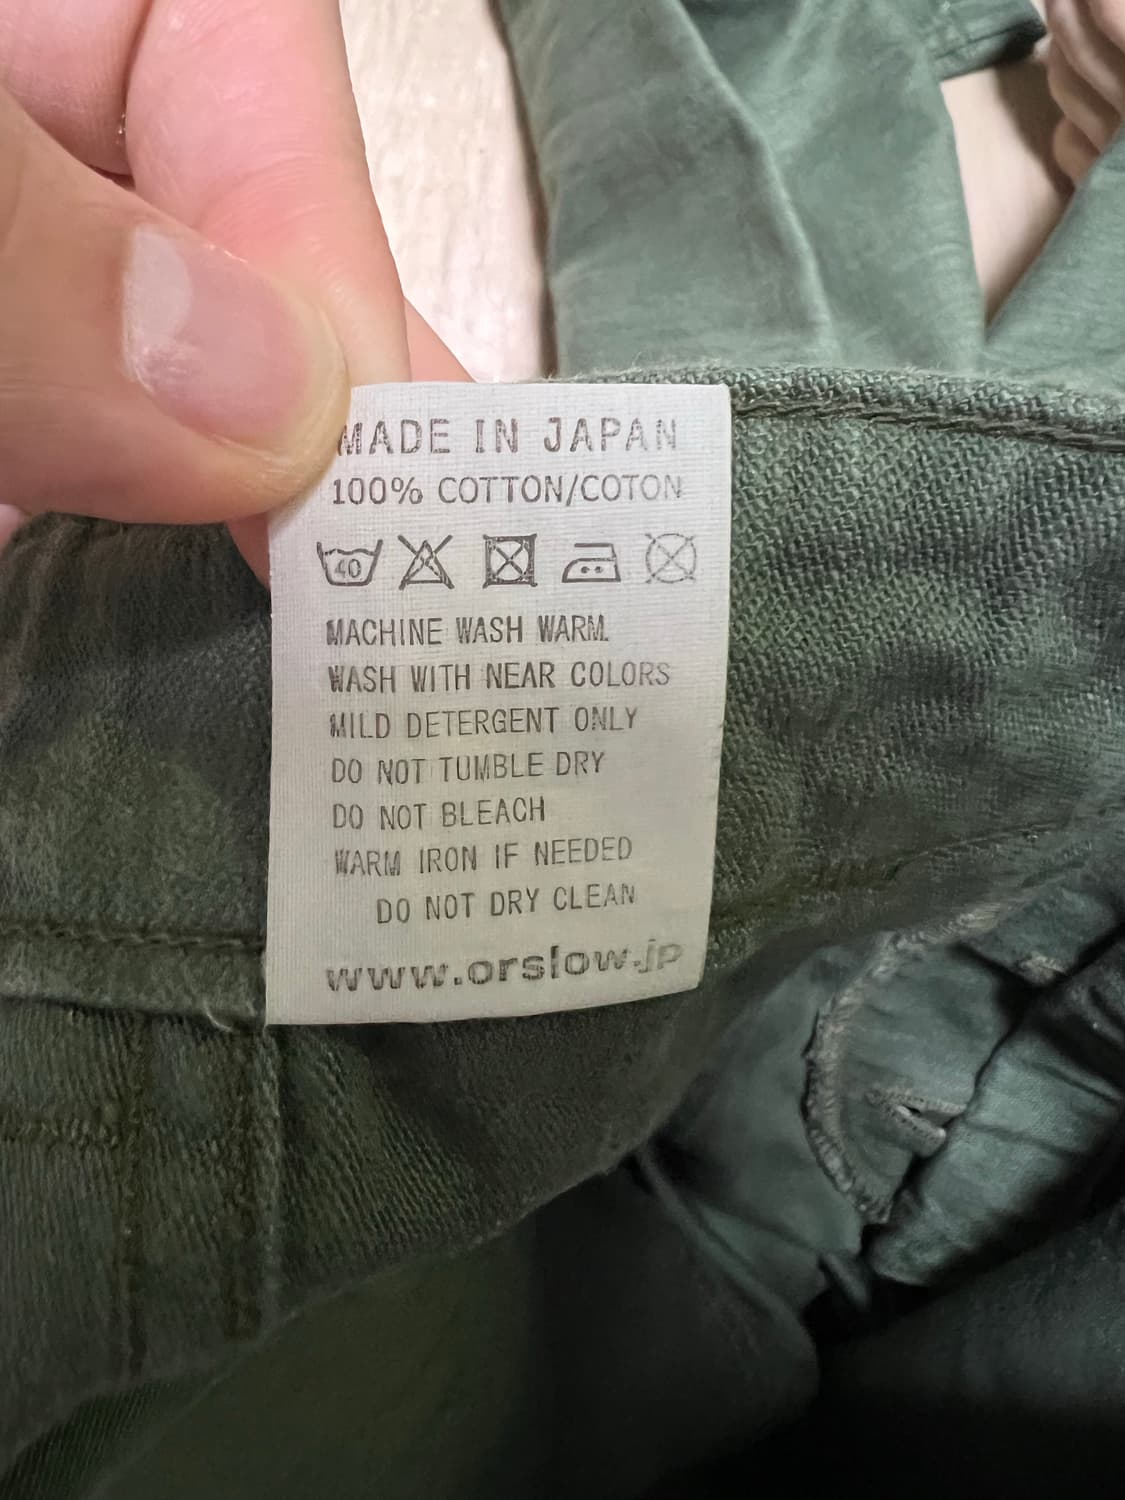 MADE IN JAPAN
100% COTTON/COTON
40
MACHINE WASH WARM.
WASH WITH NEAR COLORS
MILD DETERGENT ONLY
DO NOT TUMBLE DRY
DO NOT BLEACH
WARM IRON IF NEEDED
DO NOT DRY CLEAN
www.orslow.jp